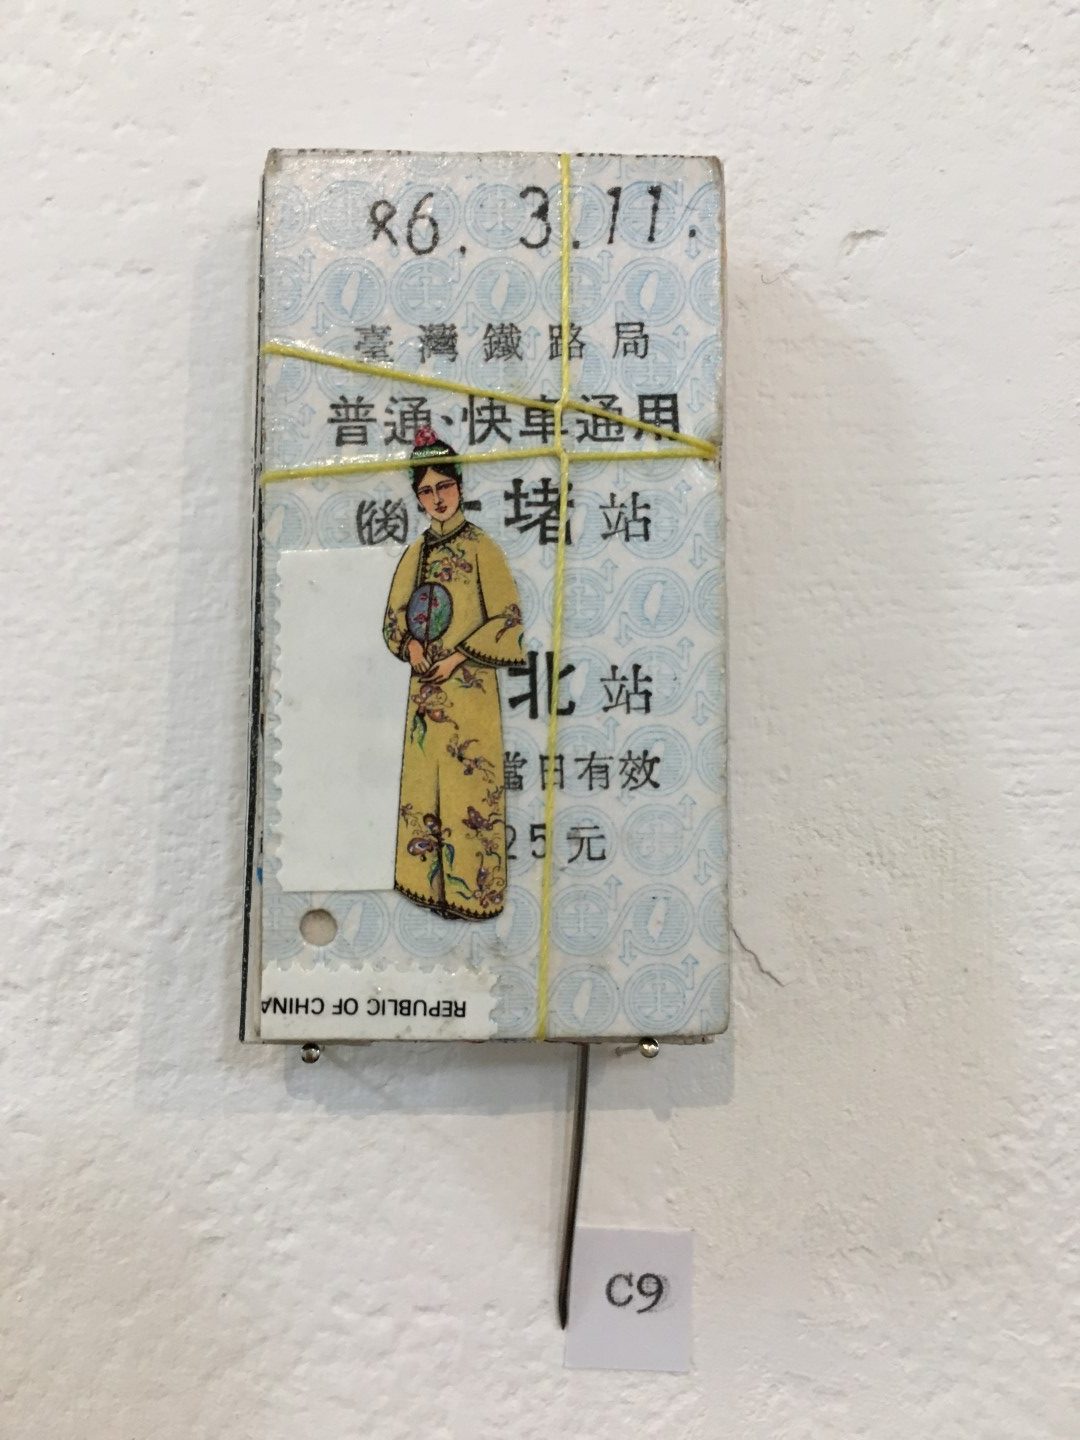 86. 3.11.
臺灣鐵路局
普通、快車通用
(後) 堵 站
北 站
當日有效
25元
REPUBLIC OF CHINA
C9